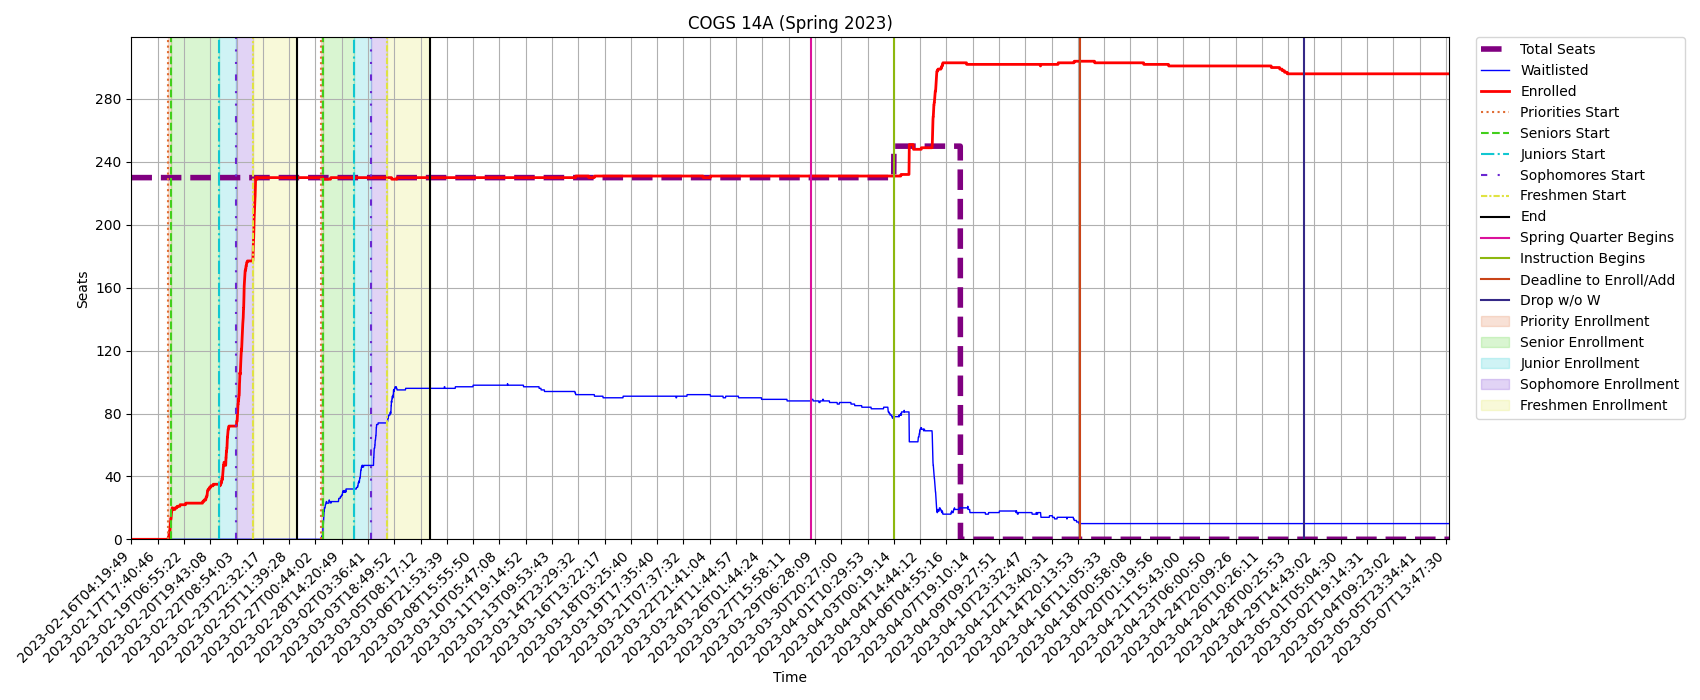 COGS 14A (Spring 2023)
Seats
280
240
200
160
120
80
40
0
2023-02-16T04:19:49
2023-02-17T17:40:46
2023-02-19T06:55:22
2023-02-20T19:43:08
2023-02-22T08:54:03
2023-02-23T22:32:17
2023-02-25T11:39:28
2023-02-27T00:44:02
2023-02-28T14:20:49
2023-03-02T03:36:41
2023-03-03T18:49:52
2023-03-05T08:17:12
2023-03-06T21:53:39
2023-03-08T15:55:50
2023-03-10T05:47:08
2023-03-11T19:14:52
2023-03-13T09:53:43
2023-03-14T23:29:32
2023-03-16T13:22:17
2023-03-18T03:25:40
2023-03-19T17:35:40
2023-03-21T07:37:32
2023-03-22T21:41:04
2023-03-24T11:44:57
2023-03-26T01:44:24
2023-03-27T15:58:11
2023-03-29T06:28:09
2023-03-30T20:27:00
2023-04-01T10:29:53
2023-04-03T00:19:14
2023-04-04T14:44:12
2023-04-06T04:55:16
2023-04-07T19:10:14
2023-04-09T09:27:51
2023-04-10T23:32:47
2023-04-12T13:40:31
2023-04-14T20:13:53
2023-04-16T11:05:33
2023-04-18T00:58:08
2023-04-20T01:19:56
2023-04-21T15:43:00
2023-04-23T06:00:50
2023-04-24T20:09:26
2023-04-26T10:26:11
2023-04-28T00:25:53
2023-04-29T14:43:02
2023-05-01T05:04:30
2023-05-02T19:14:31
2023-05-04T09:23:02
2023-05-05T23:34:41
2023-05-07T13:47:30
Time
Total Seats
Waitlisted
Enrolled
Priorities Start
Seniors Start
Juniors Start
Sophomores Start
Freshmen Start
End
Spring Quarter Begins
Instruction Begins
Deadline to Enroll/Add
Drop w/o W
Priority Enrollment
Senior Enrollment
Junior Enrollment
Sophomore Enrollment
Freshmen Enrollment